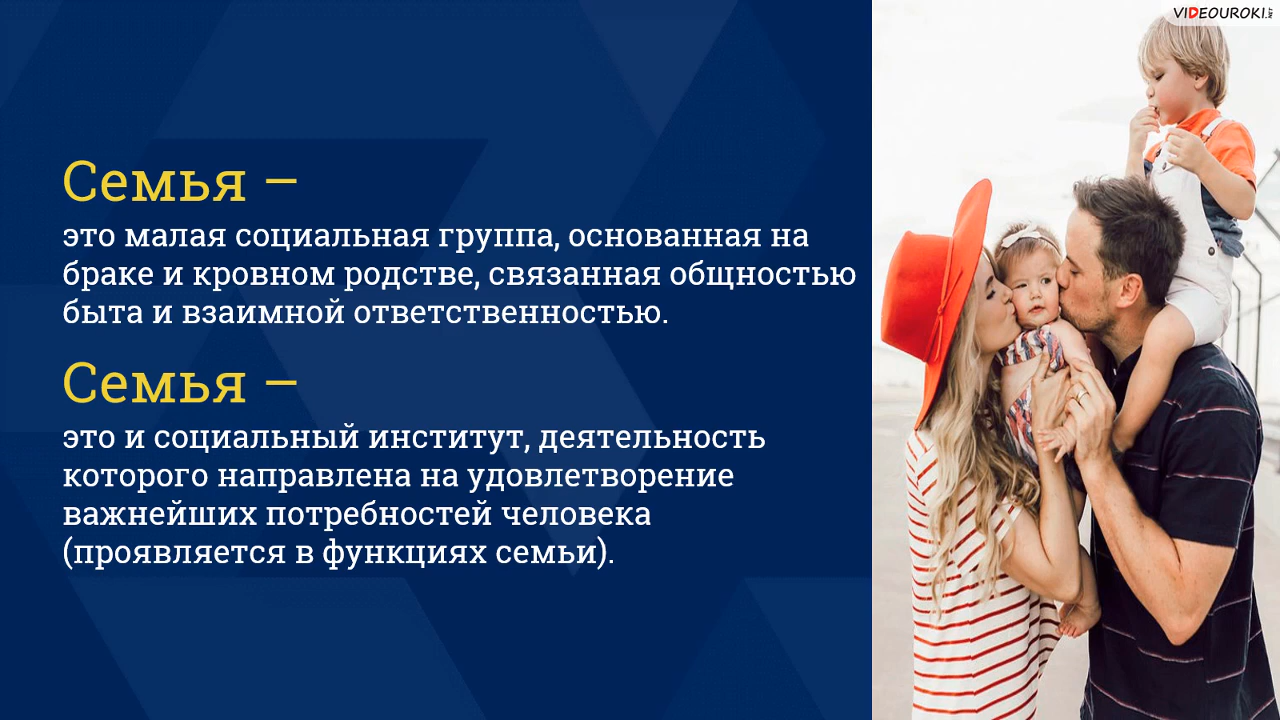 VIDEOUROKI.NET
Семья –
это малая социальная группа, основанная на
браке и кровном родстве, связанная общностью
быта и взаимной ответственностью.
Семья –
это и социальный институт, деятельность
которого направлена на удовлетворение
важнейших потребностей человека
(проявляется в функциях семьи).